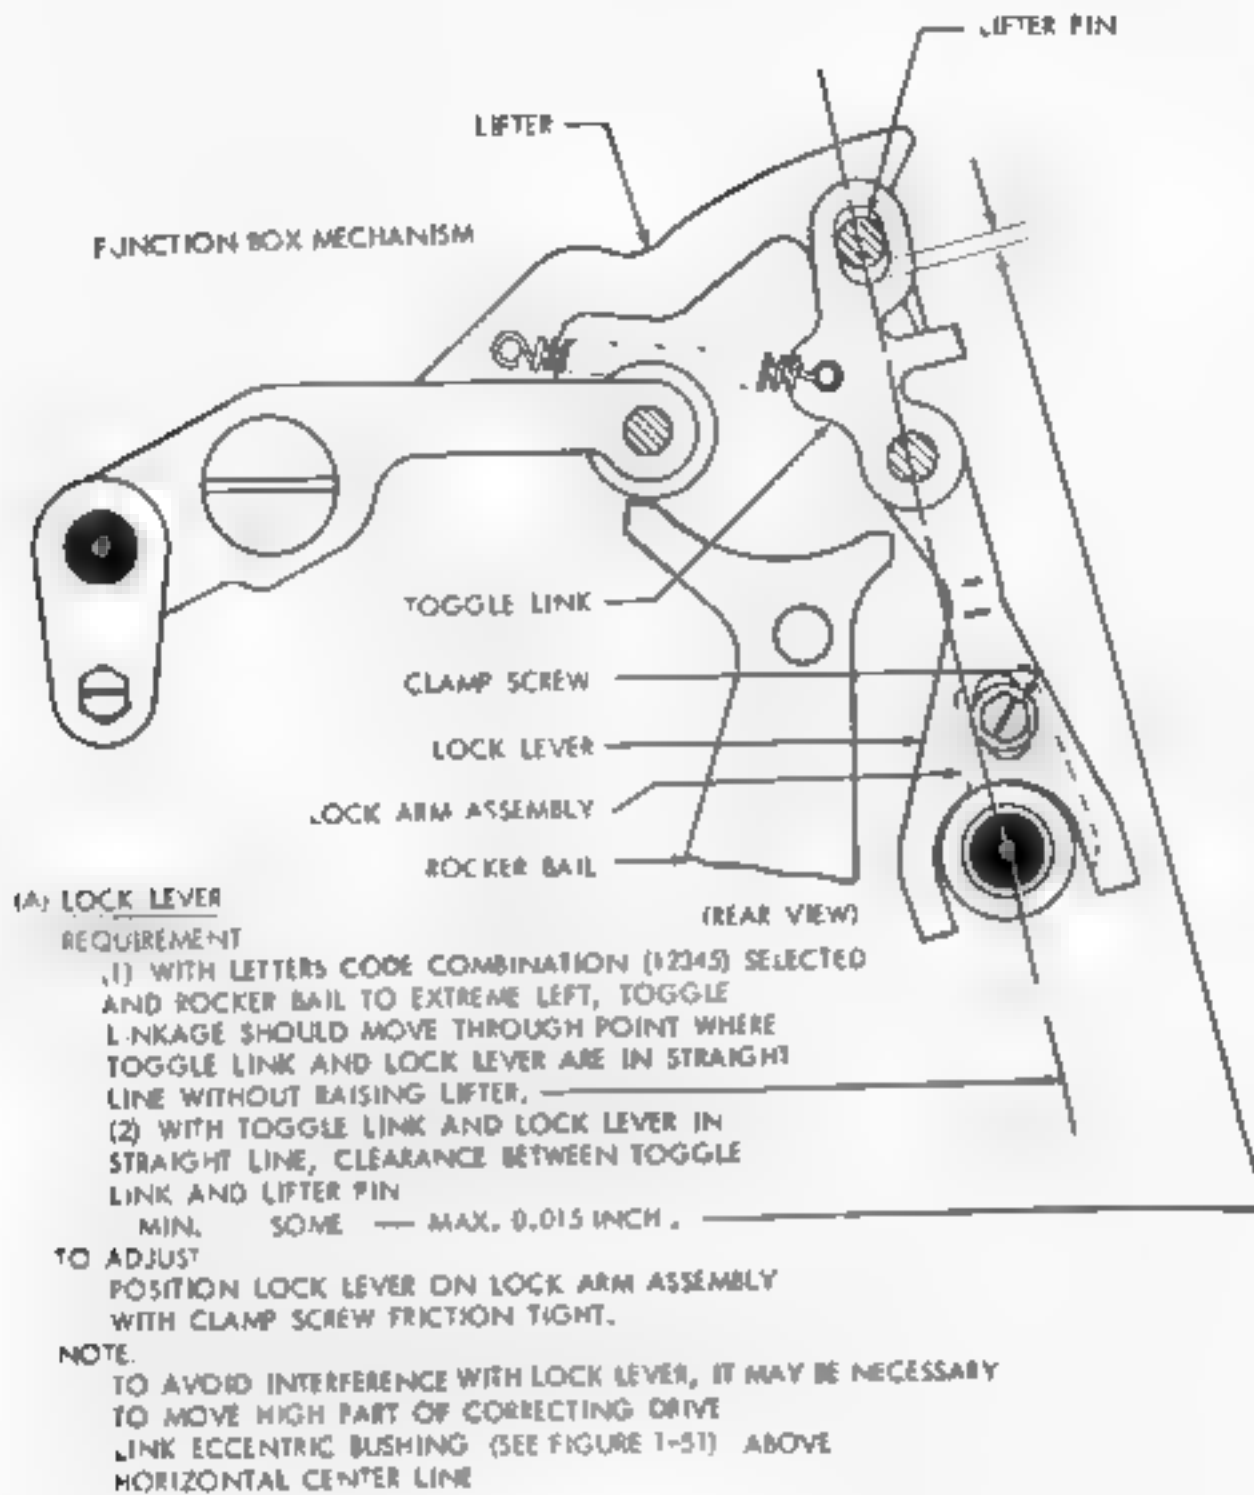 LIFTER PIN
LIFTER
FUNCTION BOX MECHANISM
TOGGLE LINK
CLAMP SCREW
LOCK LEVER
LOCK ARM ASSEMBLY
ROCKER BAIL
(REAR VIEW)
(A) LOCK LEVER
REQUIREMENT
(1) WITH LETTERS CODE COMBINATION (12345) SELECTED
AND ROCKER BAIL TO EXTREME LEFT, TOGGLE
LINKAGE SHOULD MOVE THROUGH POINT WHERE
TOGGLE LINK AND LOCK LEVER ARE IN STRAIGHT
LINE WITHOUT RAISING LIFTER.
(2) WITH TOGGLE LINK AND LOCK LEVER IN
STRAIGHT LINE, CLEARANCE BETWEEN TOGGLE
LINK AND LIFTER PIN
MIN. SOME — MAX. 0.015 INCH.
TO ADJUST
POSITION LOCK LEVER ON LOCK ARM ASSEMBLY
WITH CLAMP SCREW FRICTION TIGHT.
NOTE
TO AVOID INTERFERENCE WITH LOCK LEVER, IT MAY BE NECESSARY
TO MOVE HIGH PART OF CORRECTING DRIVE
LINK ECCENTRIC BUSHING (SEE FIGURE 1-51) ABOVE
HORIZONTAL CENTER LINE